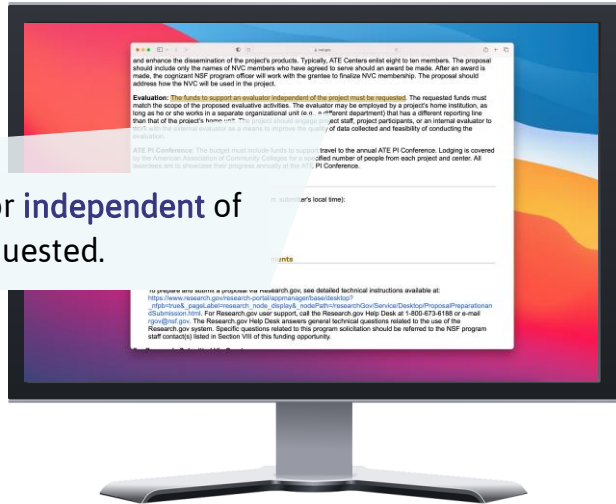 nsf.gov
and enhance the dissemination of the project's products. Typically, ATE Centers enlist eight to ten members. The proposal
should include only the names of NVC members who have agreed to serve should an award be made. After an award is
made, the cognizant NSF program officer will work with the grantee to finalize NVC membership. The proposal should
address how the NVC will be used in the project.
Evaluation: The funds to support an evaluator independent of the project must be requested. The requested funds must
match the scope of the proposed evaluative activities. The evaluator may be employed by a project's home institution, as
long as he or she works in a separate organizational unit (e.g., a different department) that has a different reporting line
than that of the project's home unit. The project should engage project staff, project participants, or an internal evaluator to
work with the external evaluator as a means to improve the quality of data collected and feasibility of conducting the
evaluation.
ATE PI Conference: The budget must include funds to support travel to the annual ATE PI Conference. Lodging is covered
by the American Association of Community Colleges for a specified number of people from each project and center. All
awardees are to showcase their progress annually at the ATE PI Conference.
or independent of
uested.
submitter's local time):
To prepare and submit a proposal via Research.gov, see detailed technical instructions available at:
https://www.research.gov/research-portal/appmanager/base/desktop?
_nfpb=true&_pageLabel=research_node_display&_nodePath=/researchGov/Service/Desktop/ProposalPreparationan
dSubmission.html. For Research.gov user support, call the Research.gov Help Desk at 1-800-673-6188 or e-mail
rgov@nsf.gov. The Research.gov Help Desk answers general technical questions related to the use of the
Research.gov system. Specific questions related to this program solicitation should be referred to the NSF program
staff contact(s) listed in Section VIII of this funding opportunity.